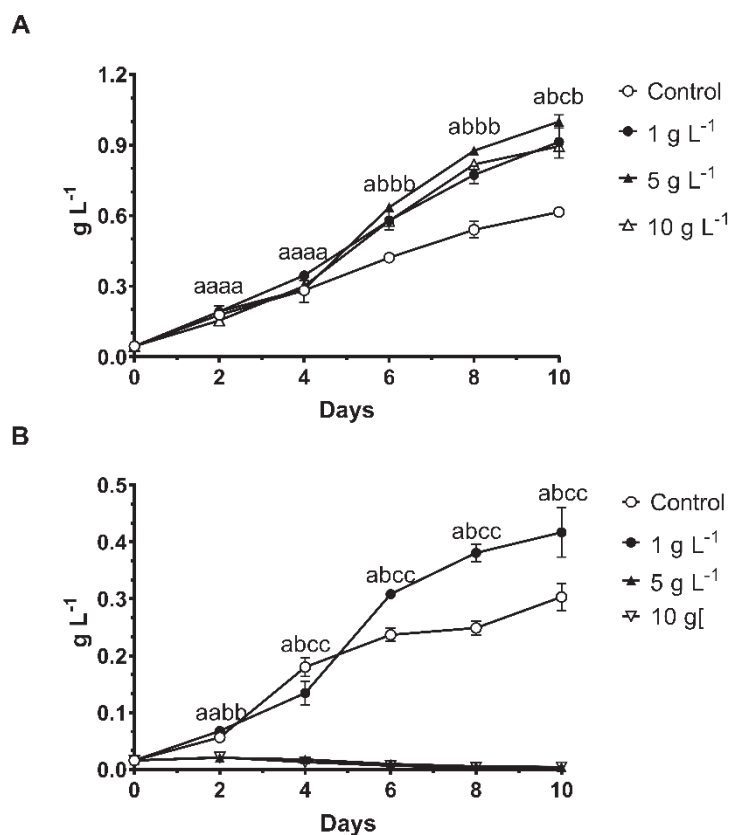 A
1.2
0.9
0.6
0.3
0.0
g L⁻¹
aaaa
aaaa
abbb
abbb
abcb
0 2 4 6 8 10
Days
Control
1 g L⁻¹
5 g L⁻¹
10 g L⁻¹
B
0.5
0.4
0.3
0.2
0.1
0.0
g L⁻¹
aabb
abcc
abcc
abcc
abcc
0 2 4 6 8 10
Days
Control
1 g L⁻¹
5 g L⁻¹
10 g[